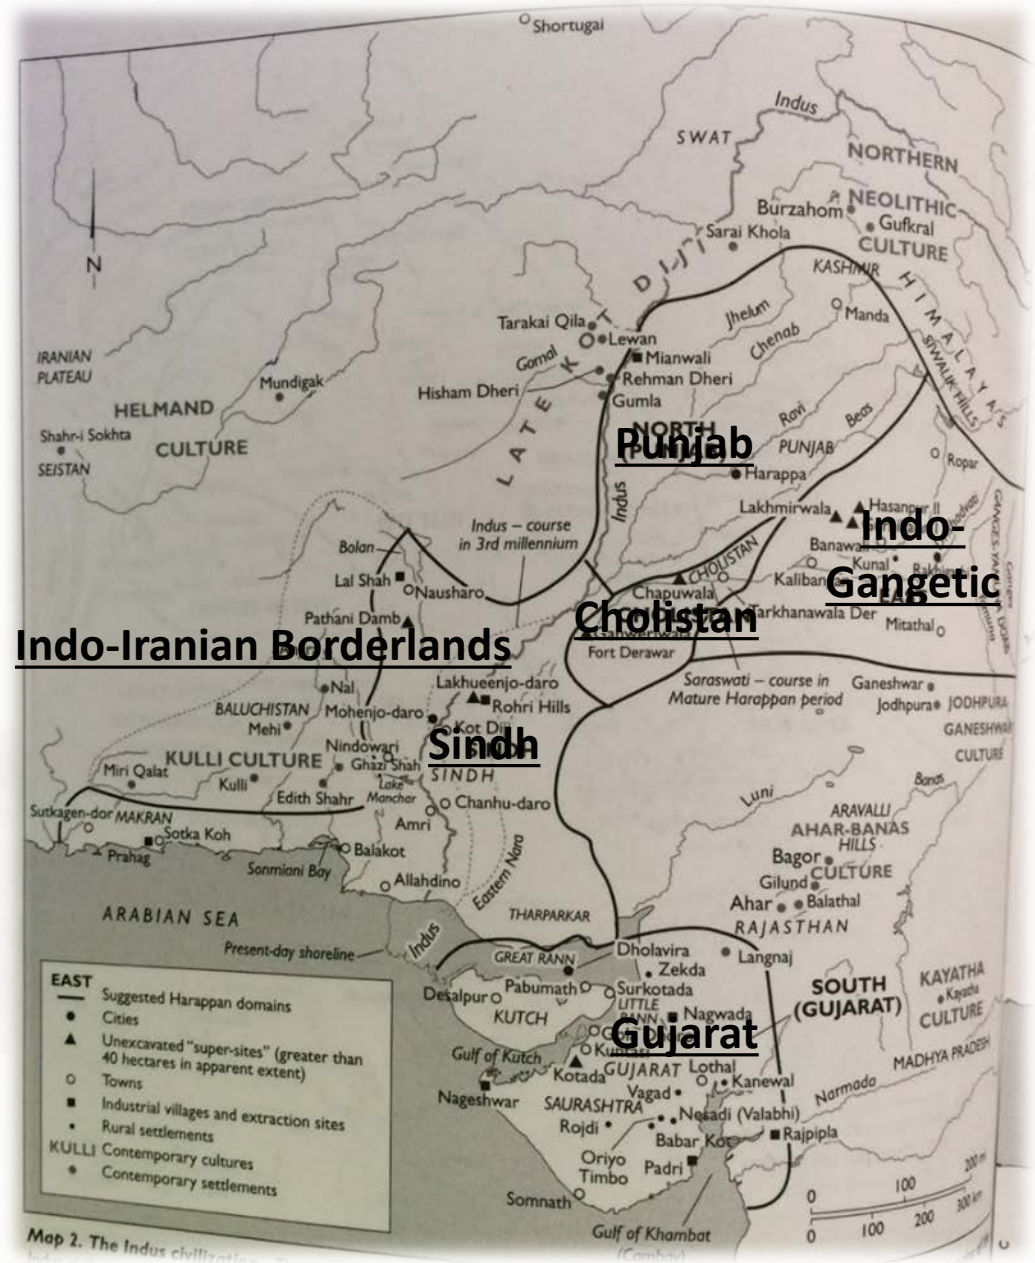 Shortugai
Indus
SWAT
NORTHERN
NEOLITHIC
CULTURE
Burzahom
Gufkral
Sarai Khola
KASHMIR
HIMALAYAS
SIWALIK HILLS
N
LATE KOT DIJI
Tarakai Qila
Lewan
Jhelum
Manda
Chenab
Mianwali
Gomal
Rehman Dheri
Hisham Dheri
Gumla
IRANIAN
PLATEAU
Mundigak
HELMAND
CULTURE
Shahr-i Sokhta
SEISTAN
Ravi
Beas
NORTH
(PUNJAB)
Punjab
PUNJAB
Ropar
Harappa
Indus
Lakhmirwala
Hasanpur II
Indus – course
in 3rd millennium
Indo-
Gangetic
Banawali
Kunal
Bolan
CHOLISTAN
Kalibangan
EAST
Lal Shah
Nausharo
Chapuwala
Cholistan
Tarkhanawala Der
Mitathal
Pathani Damb
Ganweriwala
Fort Derawar
Indo-Iranian Borderlands
Saraswati – course in
Mature Harappan period
Ganeshwar
Jodhpura
JODHPURA
GANESHWAR
CULTURE
Lakhueenjo-daro
Nal
Rohri Hills
BALUCHISTAN
Mohenjo-daro
Kot Diji
Mehi
Sindh
SINDH
Nindowari
KULLI CULTURE
Ghazi Shah
SINDH
Miri Qalat
Kulli
Edith Shahr
Lake
Manchar
Chanhu-daro
Luni
Banas
Sutkagen-dor
MAKRAN
Sotka Koh
Amri
Prahag
Balakot
Sonmiani Bay
Allahdino
Eastern Nara
ARAVALLI
HILLS
AHAR-BANAS
CULTURE
Bagor
Gilund
Ahar
Balathal
RAJASTHAN
ARABIAN SEA
THARPARKAR
Present-day shoreline
Indus
GREAT RANN
Dholavira
Langnaj
Zekda
Desalpur
Pabumath
Surkotada
LITTLE
RANN
Nagwada
SOUTH
(GUJARAT)
KAYATHA
Kayatha
CULTURE
KUTCH
Gujarat
Kuntasi
MADHYA PRADESH
Gulf of Kutch
Kotada
GUJARAT
Lothal
Kanewal
Narmada
Nageshwar
Vagad
SAURASHTRA
Nesadi (Valabhi)
Rojdi
Babar Kot
Rajpipla
Oriyo
Timbo
Padri
Somnath
Gulf of Khambat
(Cambay)
0 100 200 m
0 100 200 300 km
EAST
Suggested Harappan domains
Cities
Unexcavated "super-sites" (greater than
40 hectares in apparent extent)
Towns
Industrial villages and extraction sites
Rural settlements
KULLI Contemporary cultures
Contemporary settlements
Map 2. The Indus civilization